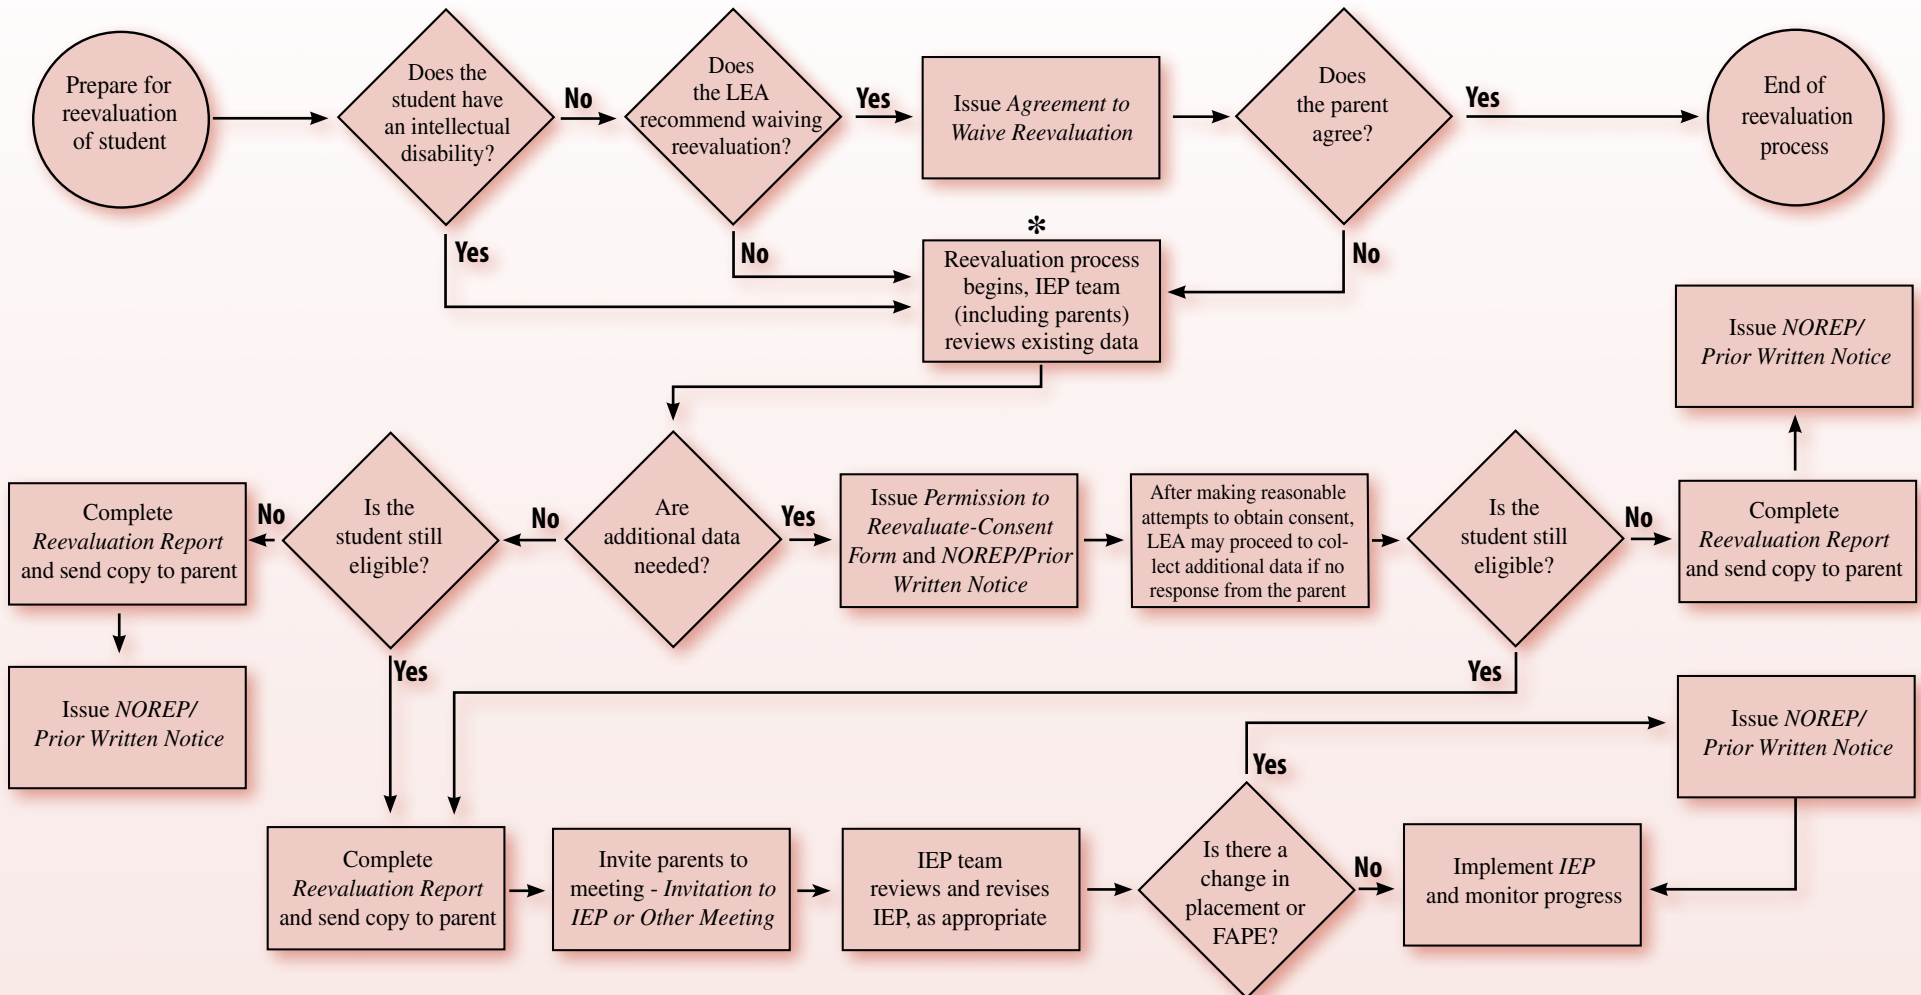 Prepare for
reevaluation
of student
Does the
student have
an intellectual
disability?
No
Yes
Does
the LEA
recommend waiving
reevaluation?
Yes
No
Issue Agreement to
Waive Reevaluation
Does
the parent
agree?
Yes
No
End of
reevaluation
process
*
Reevaluation process
begins, IEP team
(including parents)
reviews existing data
Issue NOREP/
Prior Written Notice
Complete
Reevaluation Report
and send copy to parent
No
Is the
student still
eligible?
No
Are
additional data
needed?
Yes
Issue Permission to
Reevaluate-Consent
Form and NOREP/Prior
Written Notice
After making reasonable
attempts to obtain consent,
LEA may proceed to col-
lect additional data if no
response from the parent
Is the
student still
eligible?
No
Complete
Reevaluation Report
and send copy to parent
Yes
Yes
Issue NOREP/
Prior Written Notice
Issue NOREP/
Prior Written Notice
Complete
Reevaluation Report
and send copy to parent
Invite parents to
meeting - Invitation to
IEP or Other Meeting
IEP team
reviews and revises
IEP, as appropriate
Yes
Is there a
change in
placement or
FAPE?
No
Implement IEP
and monitor progress